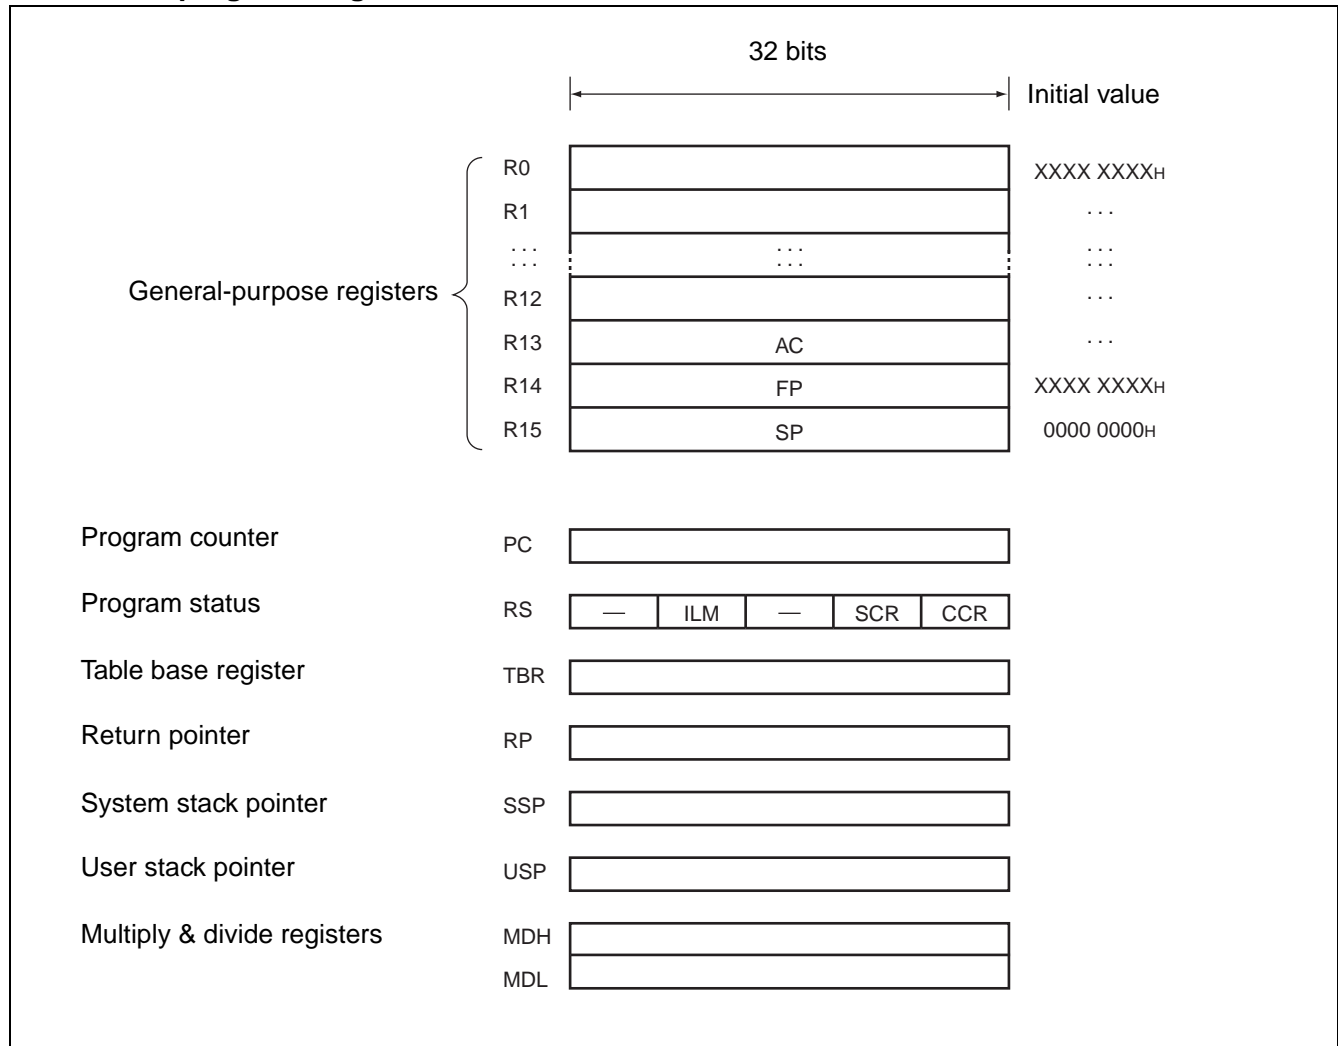 32 bits
Initial value
R0 XXXX XXXXH
R1 ...
... ... ...
... ... ...
General-purpose registers
R12 ...
R13 AC ...
R14 FP XXXX XXXXH
R15 SP 0000 0000H
Program counter PC
Program status RS — ILM — SCR CCR
Table base register TBR
Return pointer RP
System stack pointer SSP
User stack pointer USP
Multiply & divide registers MDH
MDL